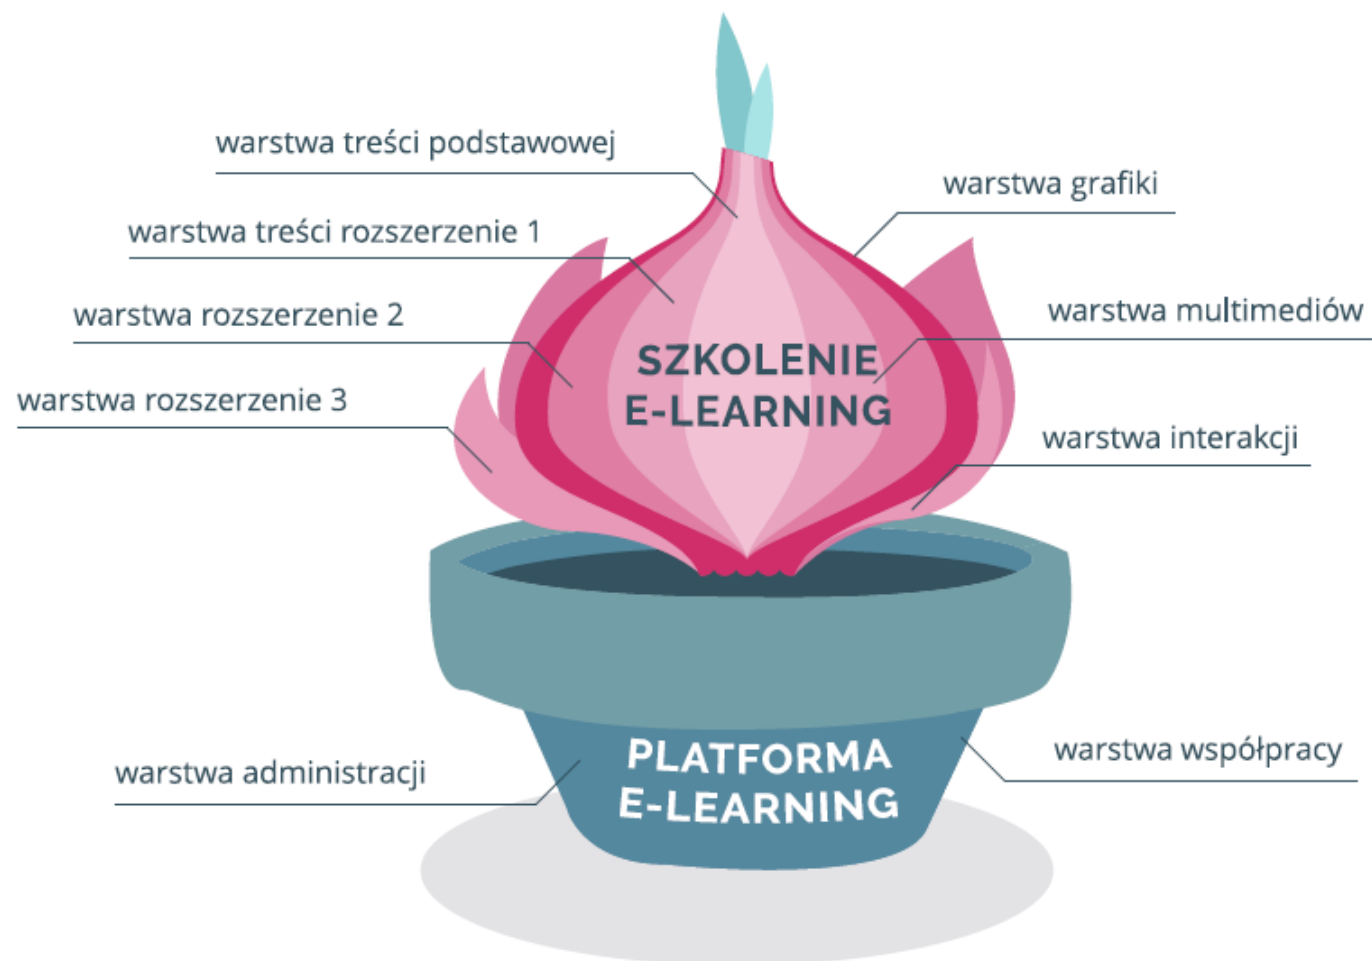 warstwa treści podstawowej
warstwa grafiki
warstwa treści rozszerzenie 1
warstwa rozszerzenie 2
warstwa multimediów
SZKOLENIE
E-LEARNING
warstwa rozszerzenie 3
warstwa interakcji
PLATFORMA
E-LEARNING
warstwa administracji
warstwa współpracy